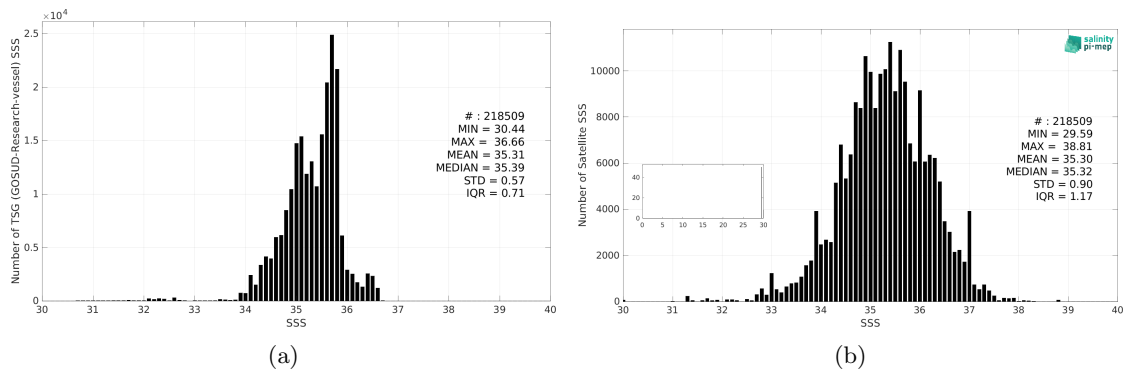 ×10⁴
2.5
2
1.5
1
0.5
0
Number of TSG (GOSUD-Research-vessel) SSS
# : 218509
MIN = 30.44
MAX = 36.66
MEAN = 35.31
MEDIAN = 35.39
STD = 0.57
IQR = 0.71
30 31 32 33 34 35 36 37 38 39 40
SSS
(a)
salinity
pi-mep
10000
8000
6000
4000
2000
0
Number of Satellite SSS
# : 218509
MIN = 29.59
MAX = 38.81
MEAN = 35.30
MEDIAN = 35.32
STD = 0.90
IQR = 1.17
40
20
0
0 5 10 15 20 25 30
30 31 32 33 34 35 36 37 38 39 40
SSS
(b)